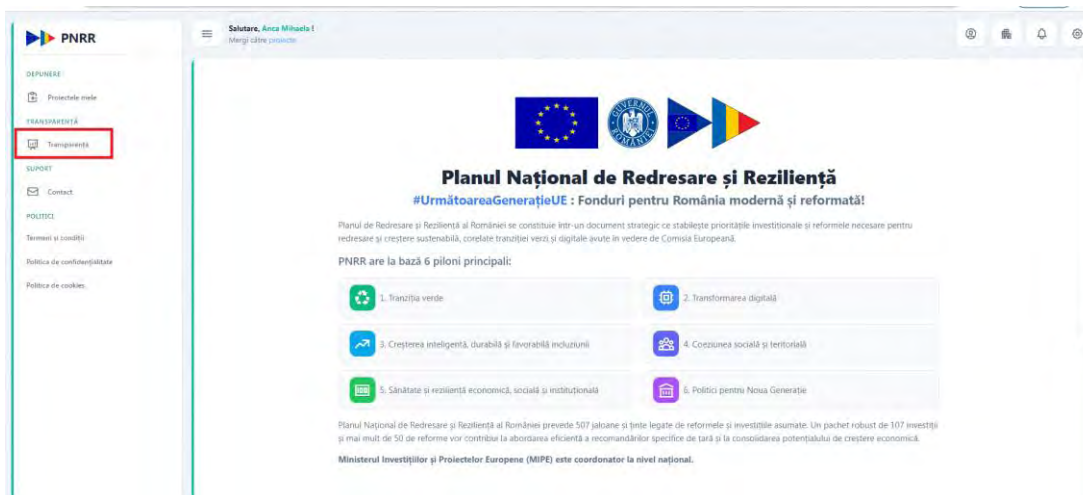 PNRR
Salutare, Anca Mihaela !
Mergi către proiecte
DEPUNERE
Proiectele mele
TRANSPARENȚĂ
Transparență
SUPORT
Contact
POLITICI
Termeni și condiții
Politica de confidențialitate
Politica de cookies
GUVERNUL ROMÂNIEI
Planul Național de Redresare și Reziliență
#UrmătoareaGenerațieUE : Fonduri pentru România modernă și reformată!
Planul de Redresare și Reziliență al României se constituie într-un document strategic ce stabilește prioritățile investiționale și reformele necesare pentru
redresare și creștere sustenabilă, corelate tranziției verzi și digitale avute in vedere de Comisia Europeană.
PNRR are la bază 6 piloni principali:
1. Tranziția verde
2. Transformarea digitală
3. Creșterea inteligentă, durabilă și favorabilă incluziunii
4. Coeziunea socială și teritorială
5. Sănătate si reziliență economică, socială si instituțională
6. Politici pentru Noua Generație
Planul Național de Redresare și Reziliență al României prevede 507 jaloane și ținte legate de reformele și investitiile asumate. Un pachet robust de 107 investiții
și mai mult de 50 de reforme vor contribui la abordarea eficientă a recomandărilor specifice de țară și la consolidarea potențialului de creștere economică.
Ministerul Investițiilor și Proiectelor Europene (MIPE) este coordonator la nivel național.